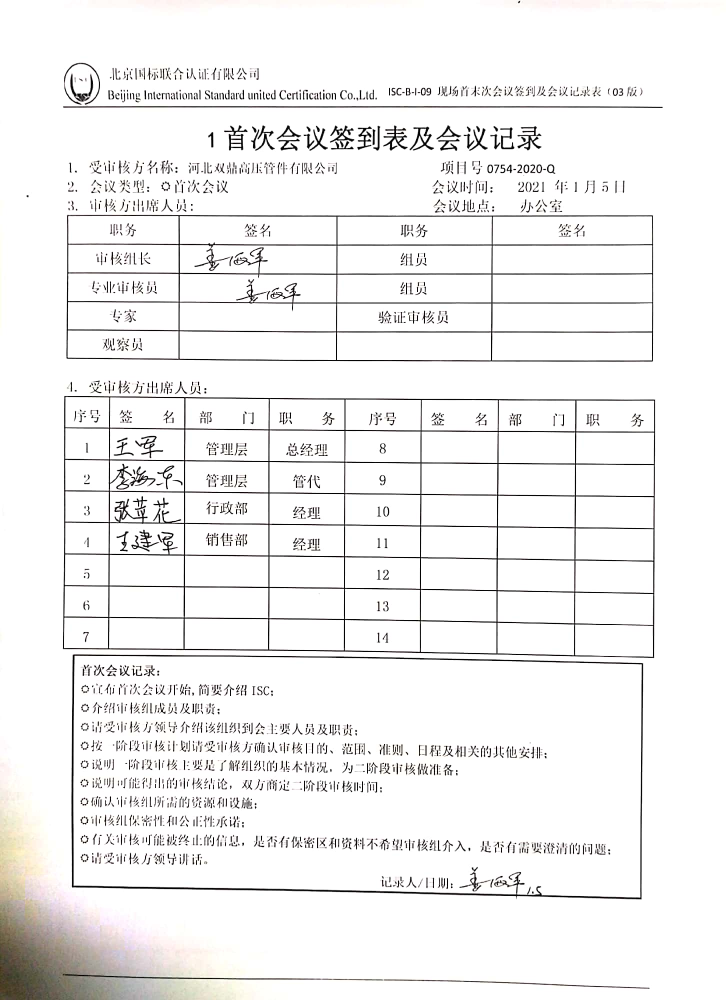 北京国标联合认证有限公司
Beijing International Standard united Certification Co.,Ltd. ISC-B-I-09 现场首末次会议签到及会议记录表（03 版）
1 首次会议签到表及会议记录
1. 受审核方名称：河北双鼎高压管件有限公司 项目号 0754-2020-Q
2. 会议类型：首次会议 会议时间： 2021 年 1 月 5 日
3. 审核方出席人员： 会议地点： 办公室
职务 签名 职务 签名
审核组长 姜海军 组员
专业审核员 姜海军 组员
专家 验证审核员
观察员
4. 受审核方出席人员：
序号 签 名 部 门 职 务 序号 签 名 部 门 职 务
1 王军 管理层 总经理 8
2 李海东 管理层 管代 9
3 张苹花 行政部 经理 10
4 王建军 销售部 经理 11
5 12
6 13
7 14
首次会议记录：
宣布首次会议开始,简要介绍 ISC；
介绍审核组成员及职责；
请受审核方领导介绍该组织到会主要人员及职责；
按一阶段审核计划请受审核方确认审核目的、范围、准则、日程及相关的其他安排；
说明一阶段审核主要是了解组织的基本情况，为二阶段审核做准备；
说明可能得出的审核结论，双方商定二阶段审核时间；
确认审核组所需的资源和设施；
审核组保密性和公正性承诺；
有关审核可能被终止的信息，是否有保密区和资料不希望审核组介入，是否有需要澄清的问题；
请受审核方领导讲话。
记录人/日期：姜海军 1.5